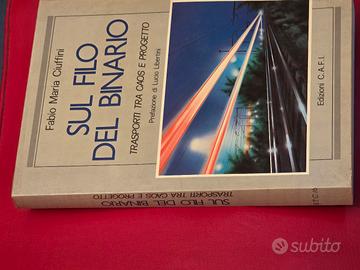 Fabio Maria Ciuffini
SUL FILO
DEL BINARIO
TRASPORTI TRA CAOS E PROGETTO
Prefazione di Lucio Libertini
Edizioni C.A.F.I.
SUL FILO DEL BINARIO
TRASPORTI TRA CAOS E PROGETTO
subito